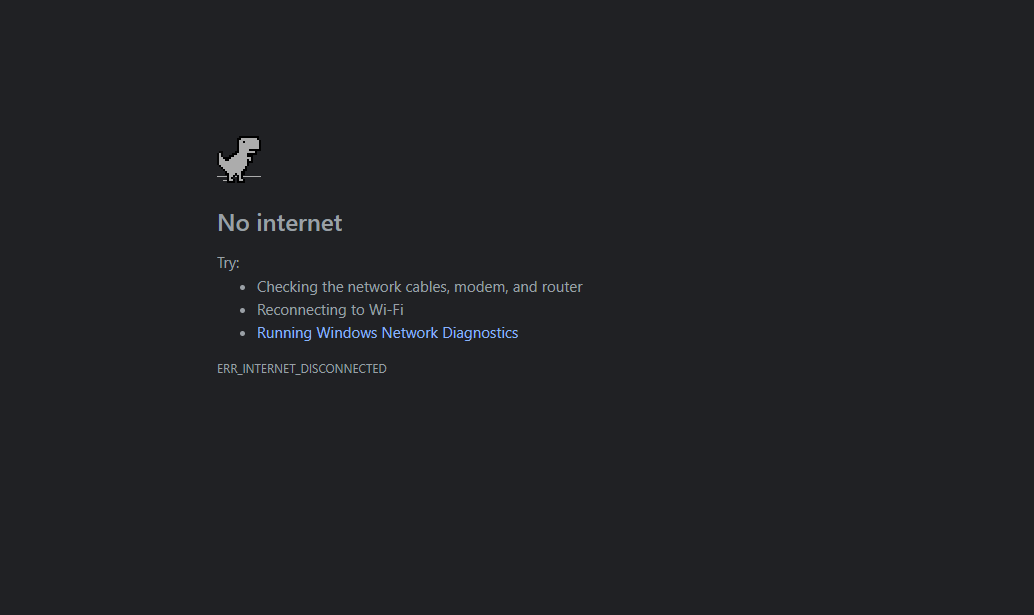 No internet
Try:
Checking the network cables, modem, and router
Reconnecting to Wi-Fi
Running Windows Network Diagnostics
ERR_INTERNET_DISCONNECTED